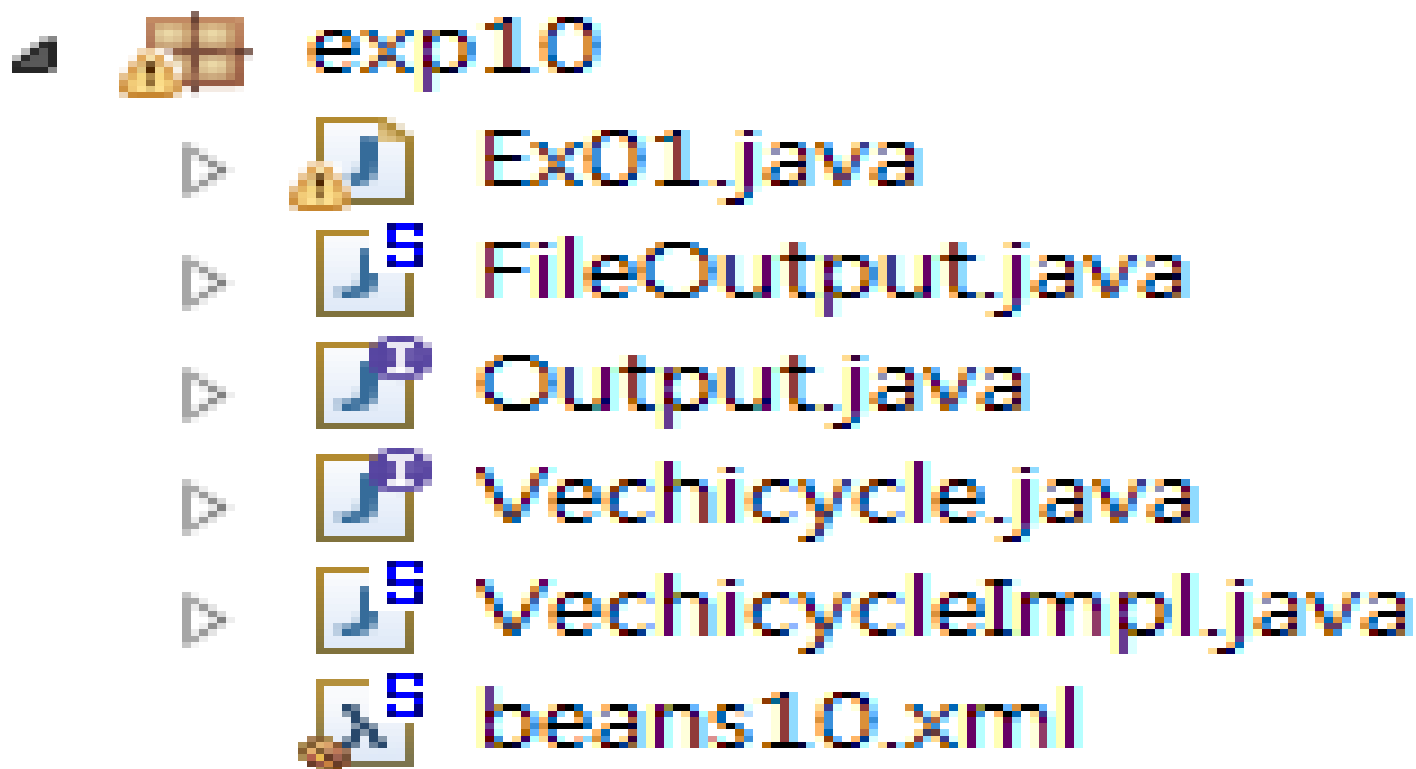 exp10
Ex01.java
FileOutput.java
Output.java
Vechicycle.java
VechicycleImpl.java
beans10.xml